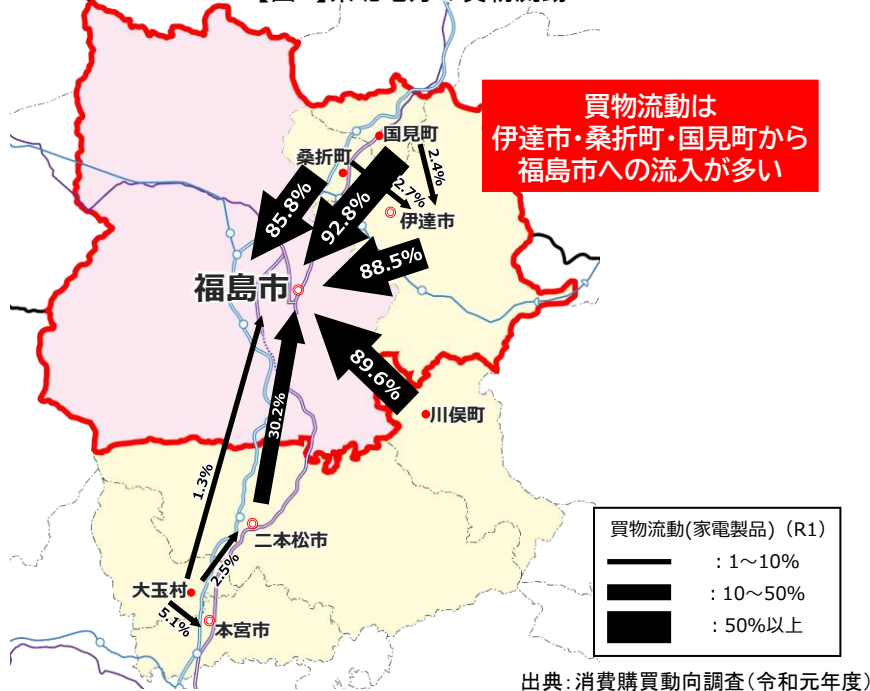 買物流動は
伊達市・桑折町・国見町から
福島市への流入が多い
国見町
桑折町
2.4%
2.7%
伊達市
85.8%
92.8%
88.5%
福島市
89.6%
川俣町
30.2%
1.3%
二本松市
2.5%
大玉村
5.1%
本宮市
買物流動(家電製品)（R1）
：1～10%
：10～50%
：50%以上
出典：消費購買動向調査（令和元年度）